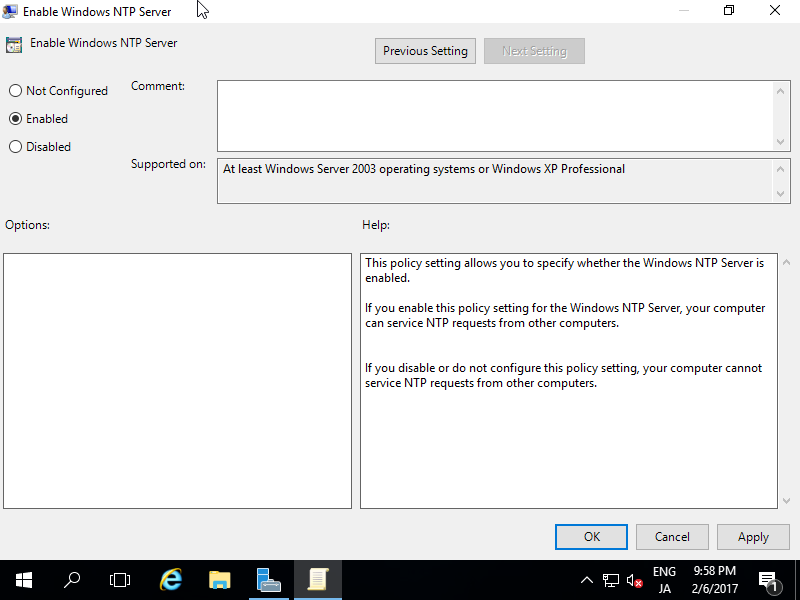 Enable Windows NTP Server
Enable Windows NTP Server
Previous Setting
Next Setting
Not Configured
Enabled
Disabled
Comment:
Supported on:
At least Windows Server 2003 operating systems or Windows XP Professional
Options:
Help:
This policy setting allows you to specify whether the Windows NTP Server is
enabled.
If you enable this policy setting for the Windows NTP Server, your computer
can service NTP requests from other computers.
If you disable or do not configure this policy setting, your computer cannot
service NTP requests from other computers.
OK
Cancel
Apply
ENG
JA
9:58 PM
2/6/2017
1